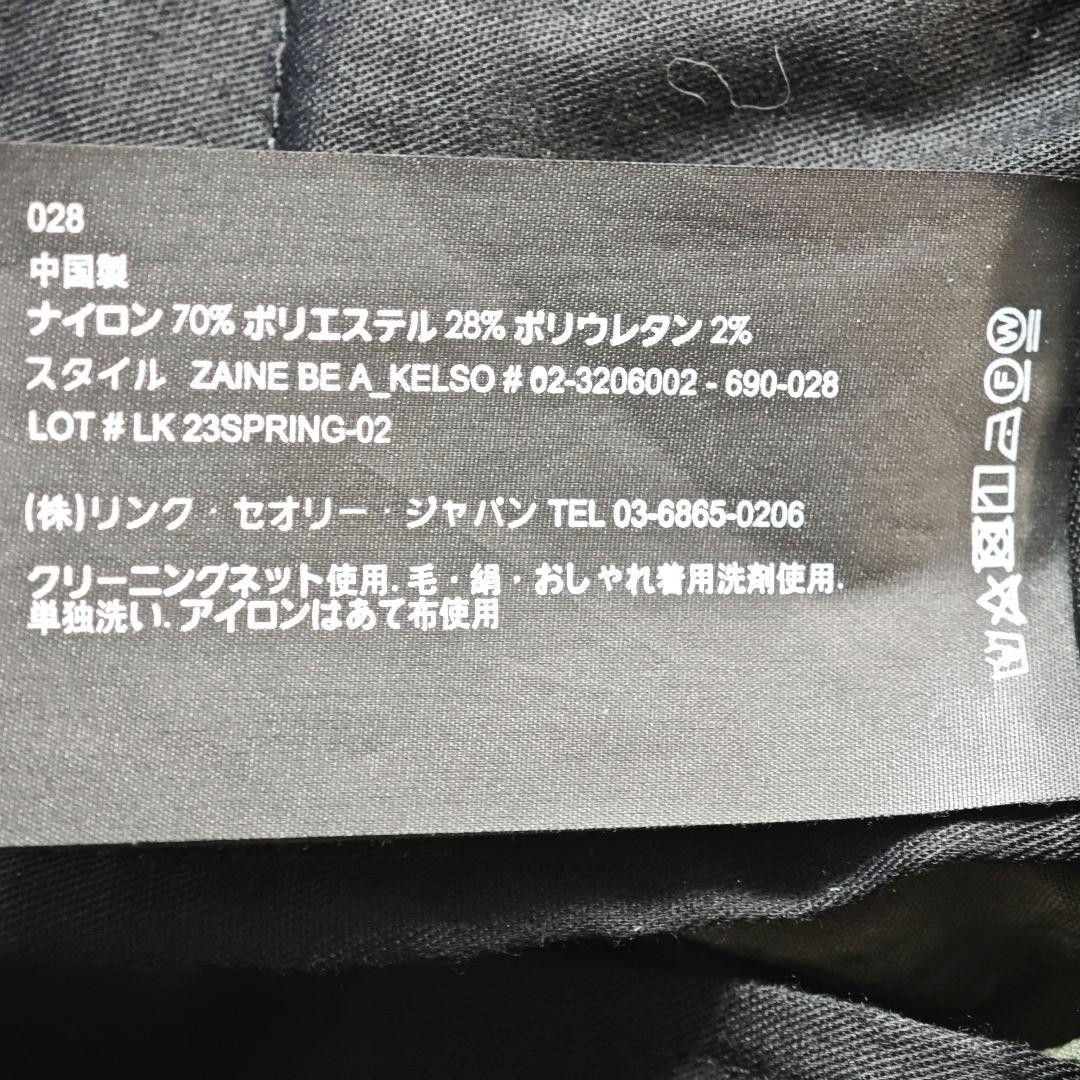 028
中国製
ナイロン 70% ポリエステル 28% ポリウレタン 2%
スタイル ZAINE BE A_KELSO # 02-3206002 - 690-028
LOT # LK 23SPRING-02
(株)リンク・セオリー・ジャパン TEL 03-6865-0206
クリーニングネット使用. 毛・絹・おしゃれ着用洗剤使用.
単独洗い. アイロンはあて布使用
W
F